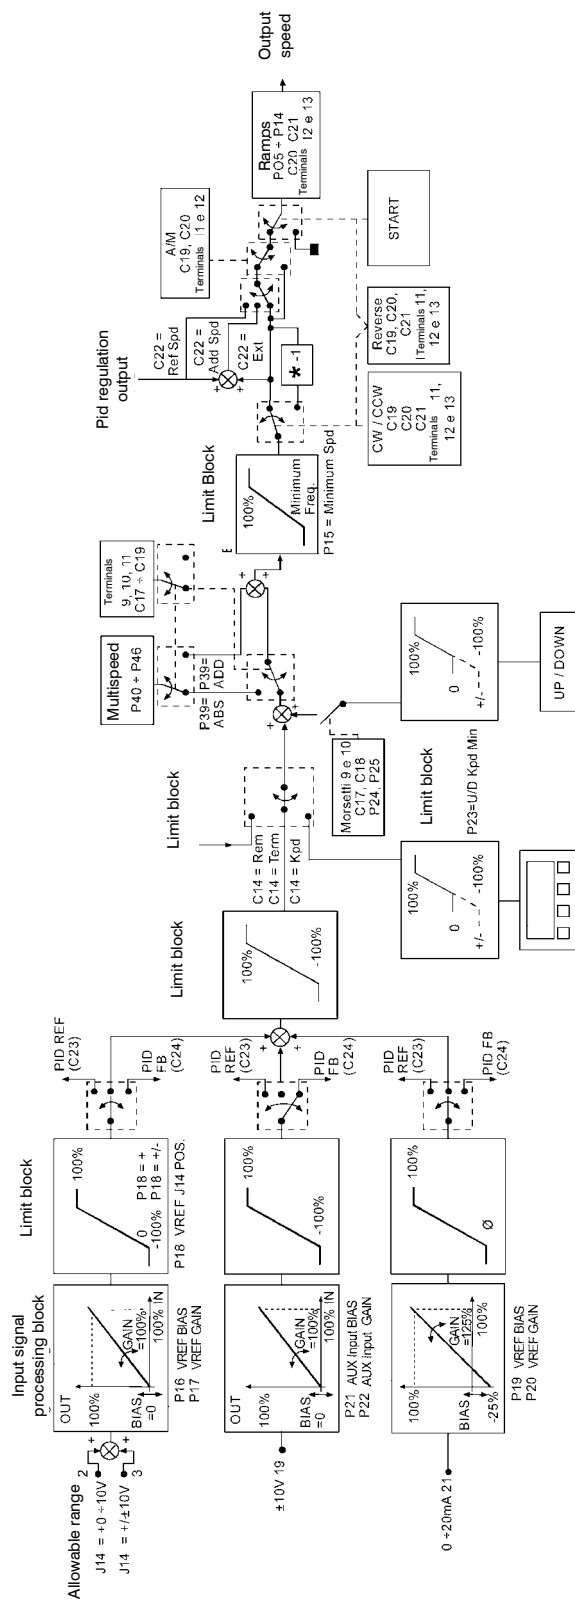 Allowable range
J14 = +0 ÷10V
J14 = +/±10V
2
3
+
+
±10V 19
0 ÷20mA 21
Input signal
processing block
OUT
100%
GAIN
=100%
BIAS
=0
100% IN
P16 VREF BIAS
P17 VREF GAIN
OUT
100%
GAIN
=100%
BIAS
=0
100% IN
P21 AUX Input BIAS
P22 AUX Input GAIN
100%
GAIN
=125%
BIAS
-25%
100%
P19 VREF BIAS
P20 VREF GAIN
Limit block
100%
0 P18 = +
-100% P18 = +/-
P18 VREF J14 POS.
100%
-100%
100%
Ø
PID REF
(C23)
PID
FB
(C24)
PID
REF
(C23)
PID
FB
(C24)
PID
REF
(C23)
PID FB
(C24)
+
+
+
Limit block
100%
-100%
C14 = Rem
C14 = Term
C14 = Kpd
Limit block
100%
0
+/-
-100%
Morsetti 9 e 10
C17, C18
P24, P25
Limit block
P23=U/D Kpd Min
100%
0
+/-
-100%
UP / DOWN
+
+
Multispeed
P40 ÷ P46
P39=
ABS
P39=
ADD
Terminals
9, 10, 11
C17 ÷ C19
+
+
Limit Block
E
100%
Minimum
Freq.
P15 = Minimum Spd
Pid regulation
output
C22 =
Ref Spd
C22 =
Add Spd
C22 =
Ext
+
+
* -1
CW / CCW
C19
C20
C21
Terminals 11,
12 e 13
Reverse
C19, C20,
C21
Terminals 11,
12 e 13
A/M
C19, C20
Terminals I1 e 12
START
Ramps
PO5 ÷ P14
C20 C21
Terminals I2 e 13
Output
speed